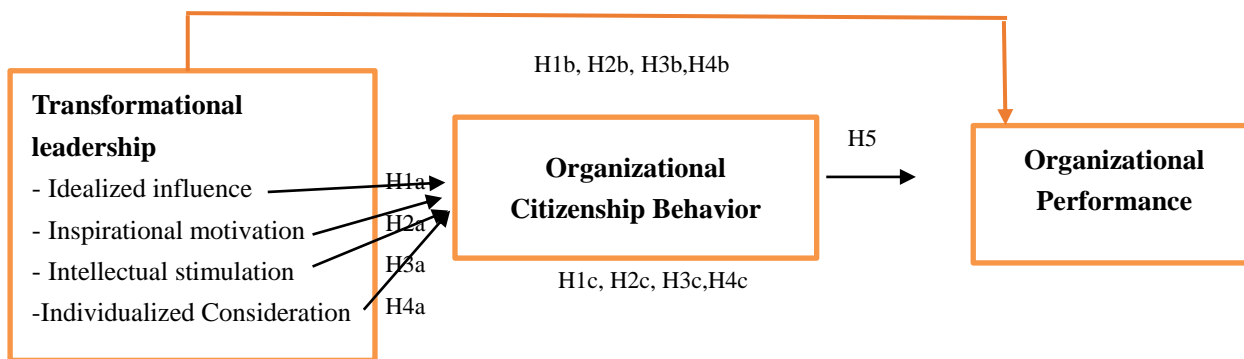 H1b, H2b, H3b,H4b
Transformational
leadership
- Idealized influence
- Inspirational motivation
- Intellectual stimulation
-Individualized Consideration
H1a
H2a
H3a
H4a
Organizational
Citizenship Behavior
H1c, H2c, H3c,H4c
H5
Organizational
Performance